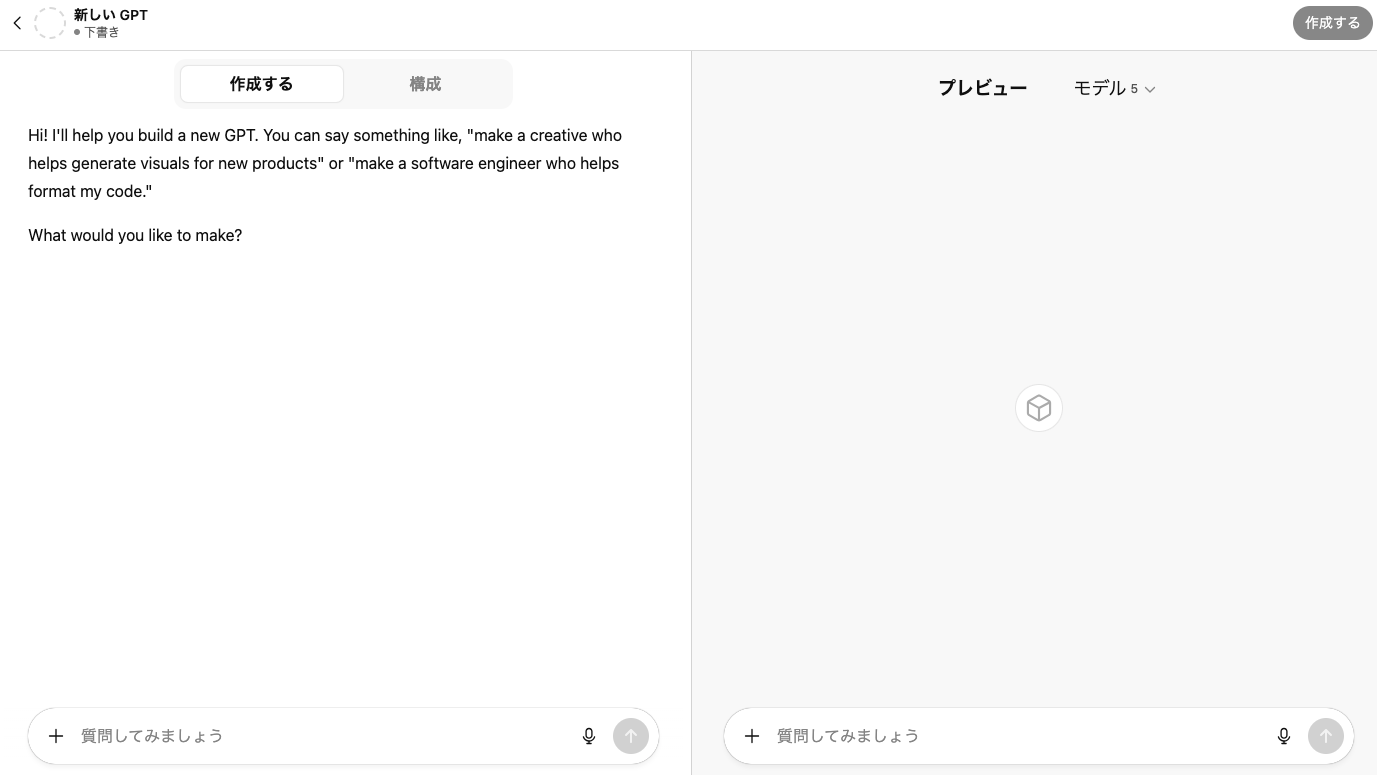 新しい GPT
下書き
作成する
作成する
構成
Hi! I'll help you build a new GPT. You can say something like, "make a creative who
helps generate visuals for new products" or "make a software engineer who helps
format my code."
What would you like to make?
質問してみましょう
プレビュー
モデル 5
質問してみましょう